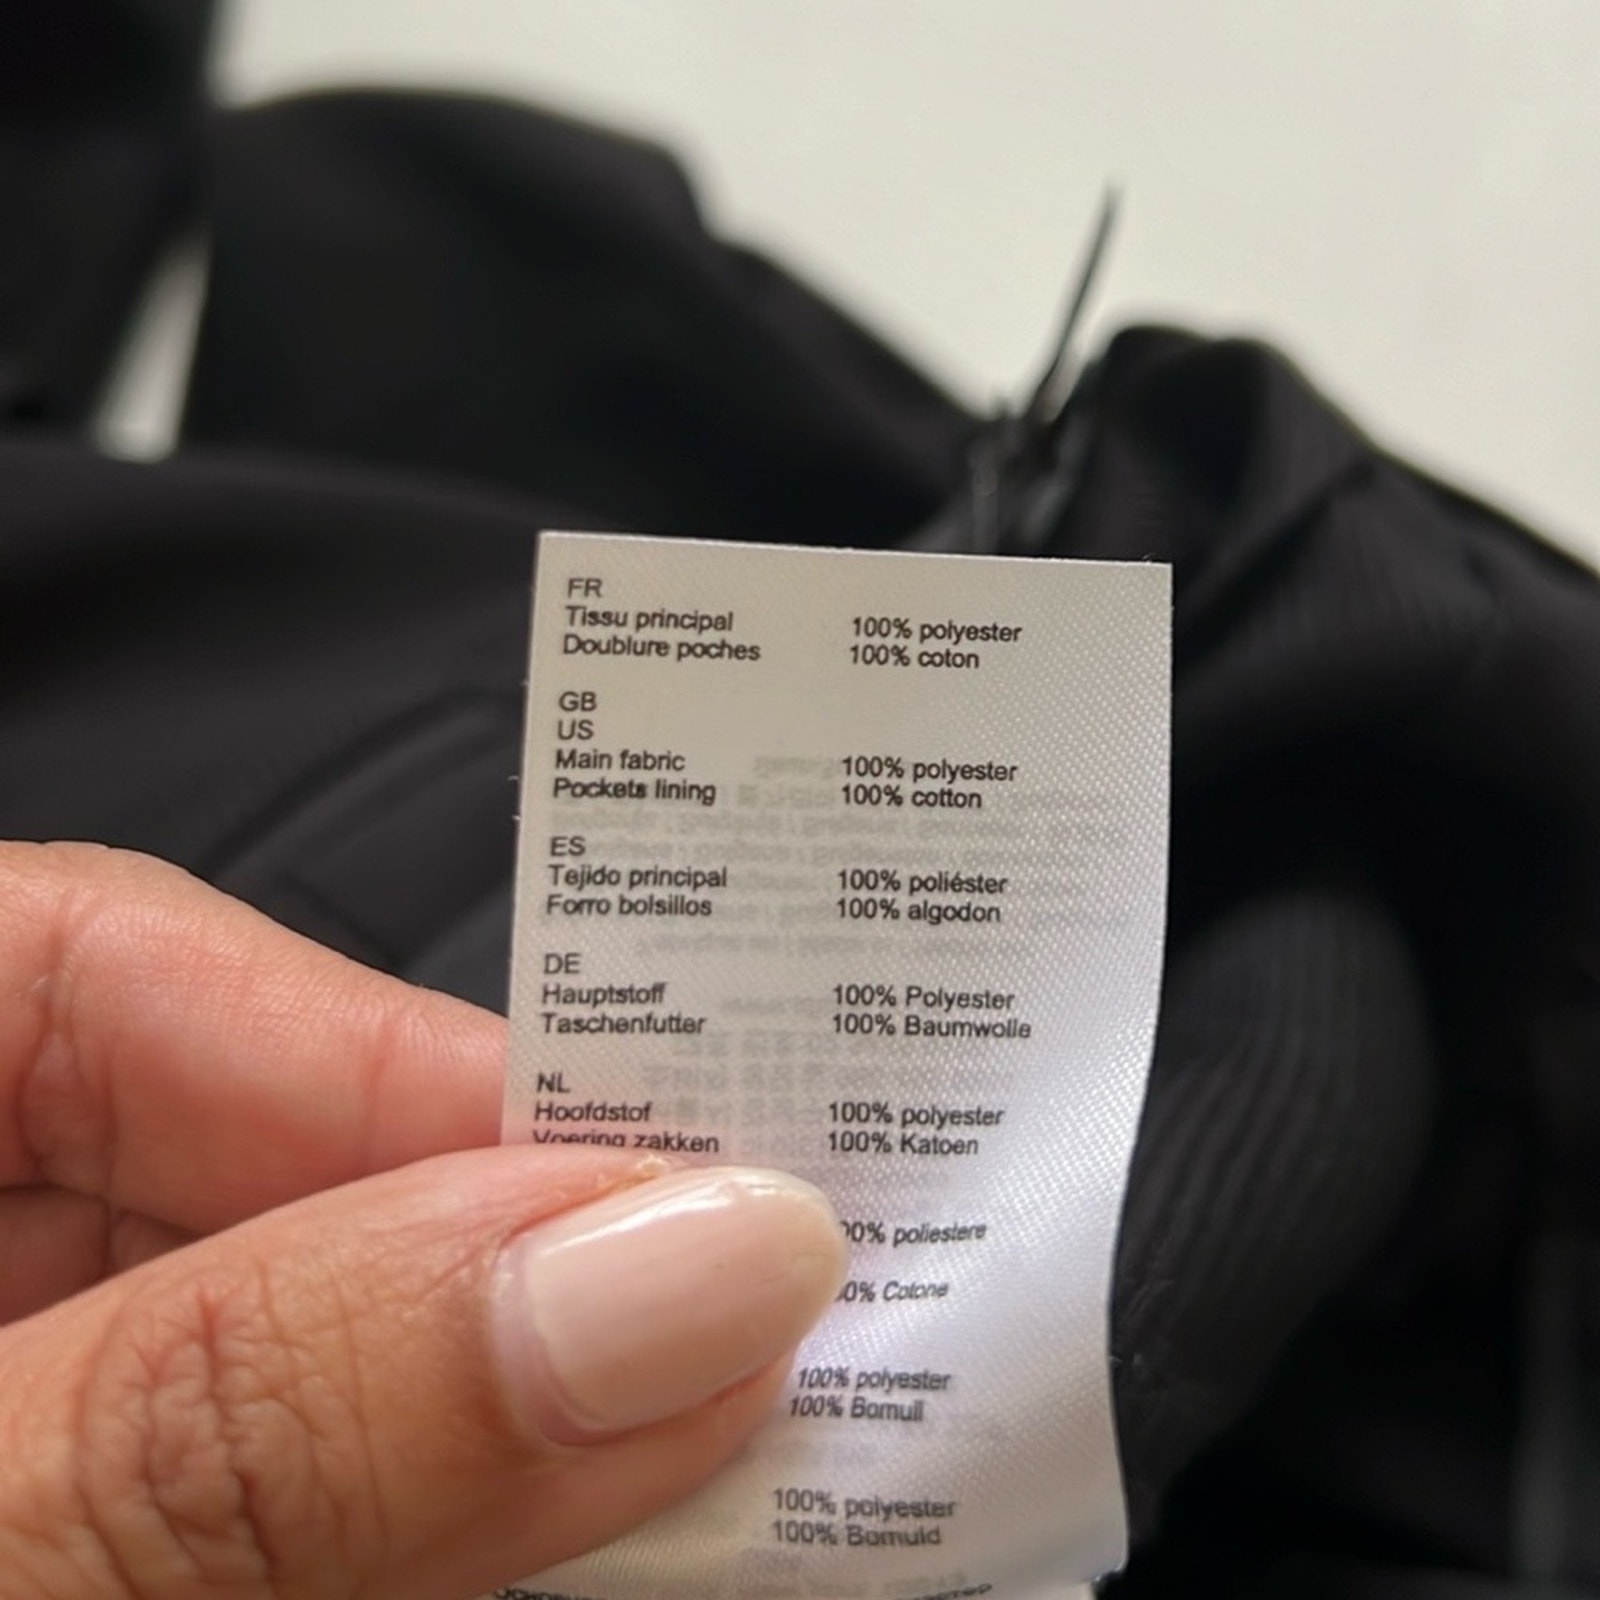 FR
Tissu principal 100% polyester
Doublure poches 100% coton
GB
US
Main fabric 100% polyester
Pockets lining 100% cotton
ES
Tejido principal 100% poliéster
Forro bolsillos 100% algodon
DE
Hauptstoff 100% Polyester
Taschenfutter 100% Baumwolle
NL
Hoofdstof 100% polyester
Voering zakken 100% Katoen
poliestere
Cotone
100% polyester
100% Bomull
100% polyester
100% Bomuld